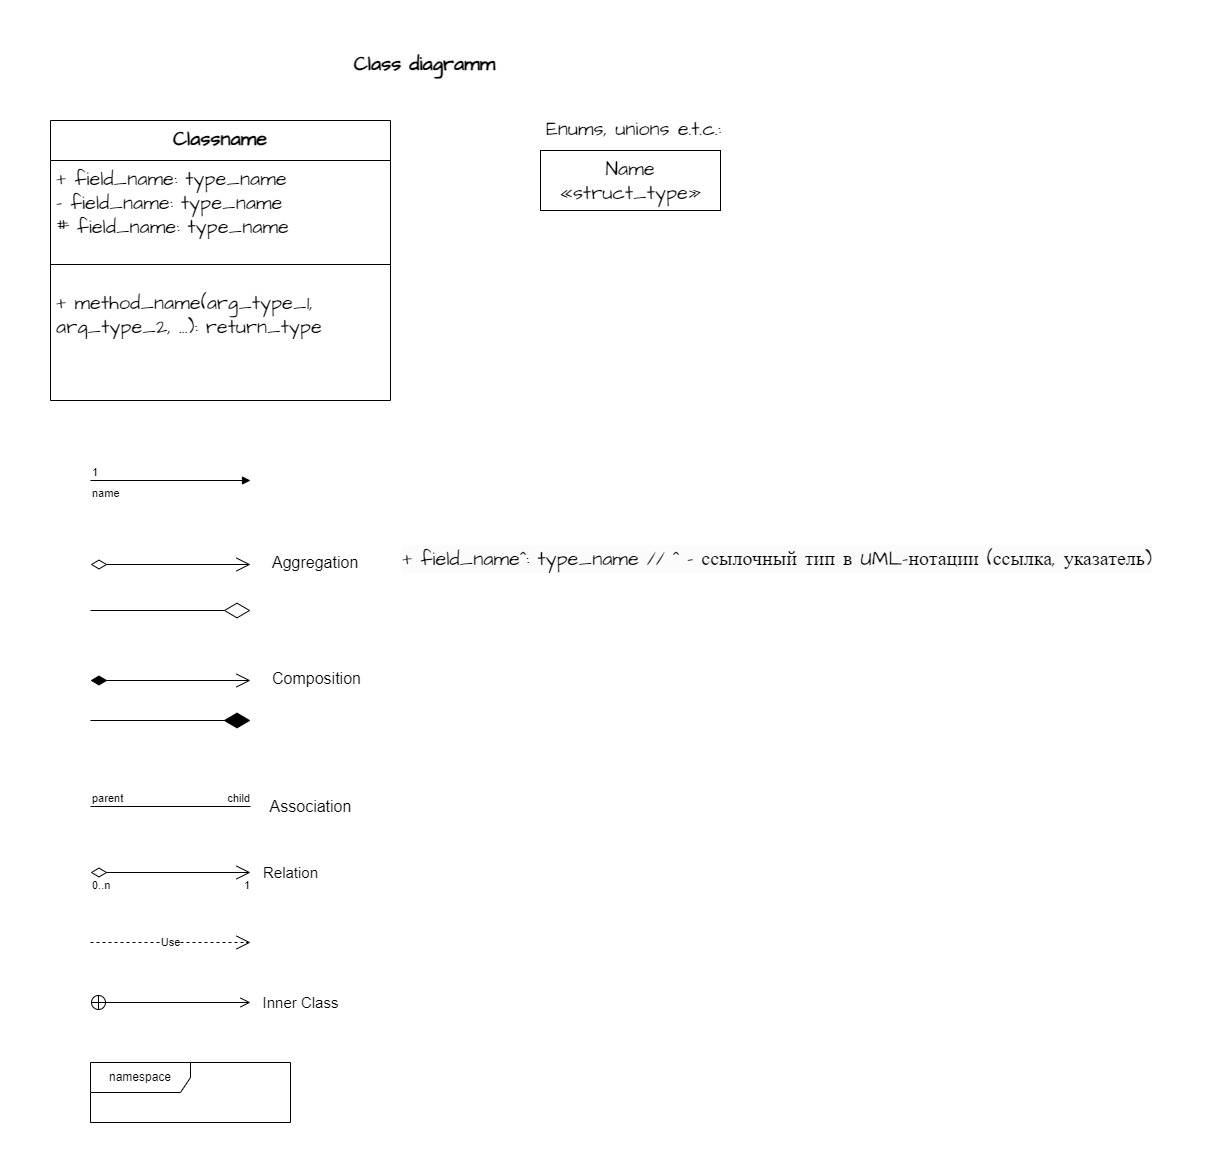 Class diagramm
Classname
+ field_name: type_name
- field_name: type_name
# field_name: type_name
+ method_name(arg_type_1,
arg_type_2, ...): return_type
Enums, unions e.t.c.:
Name
«struct_type»
1
name
Aggregation
+ field_name^: type_name // ^ - ссылочный тип в UML-нотации (ссылка, указатель)
Composition
parent child
Association
Relation
0..n 1
Use
Inner Class
namespace